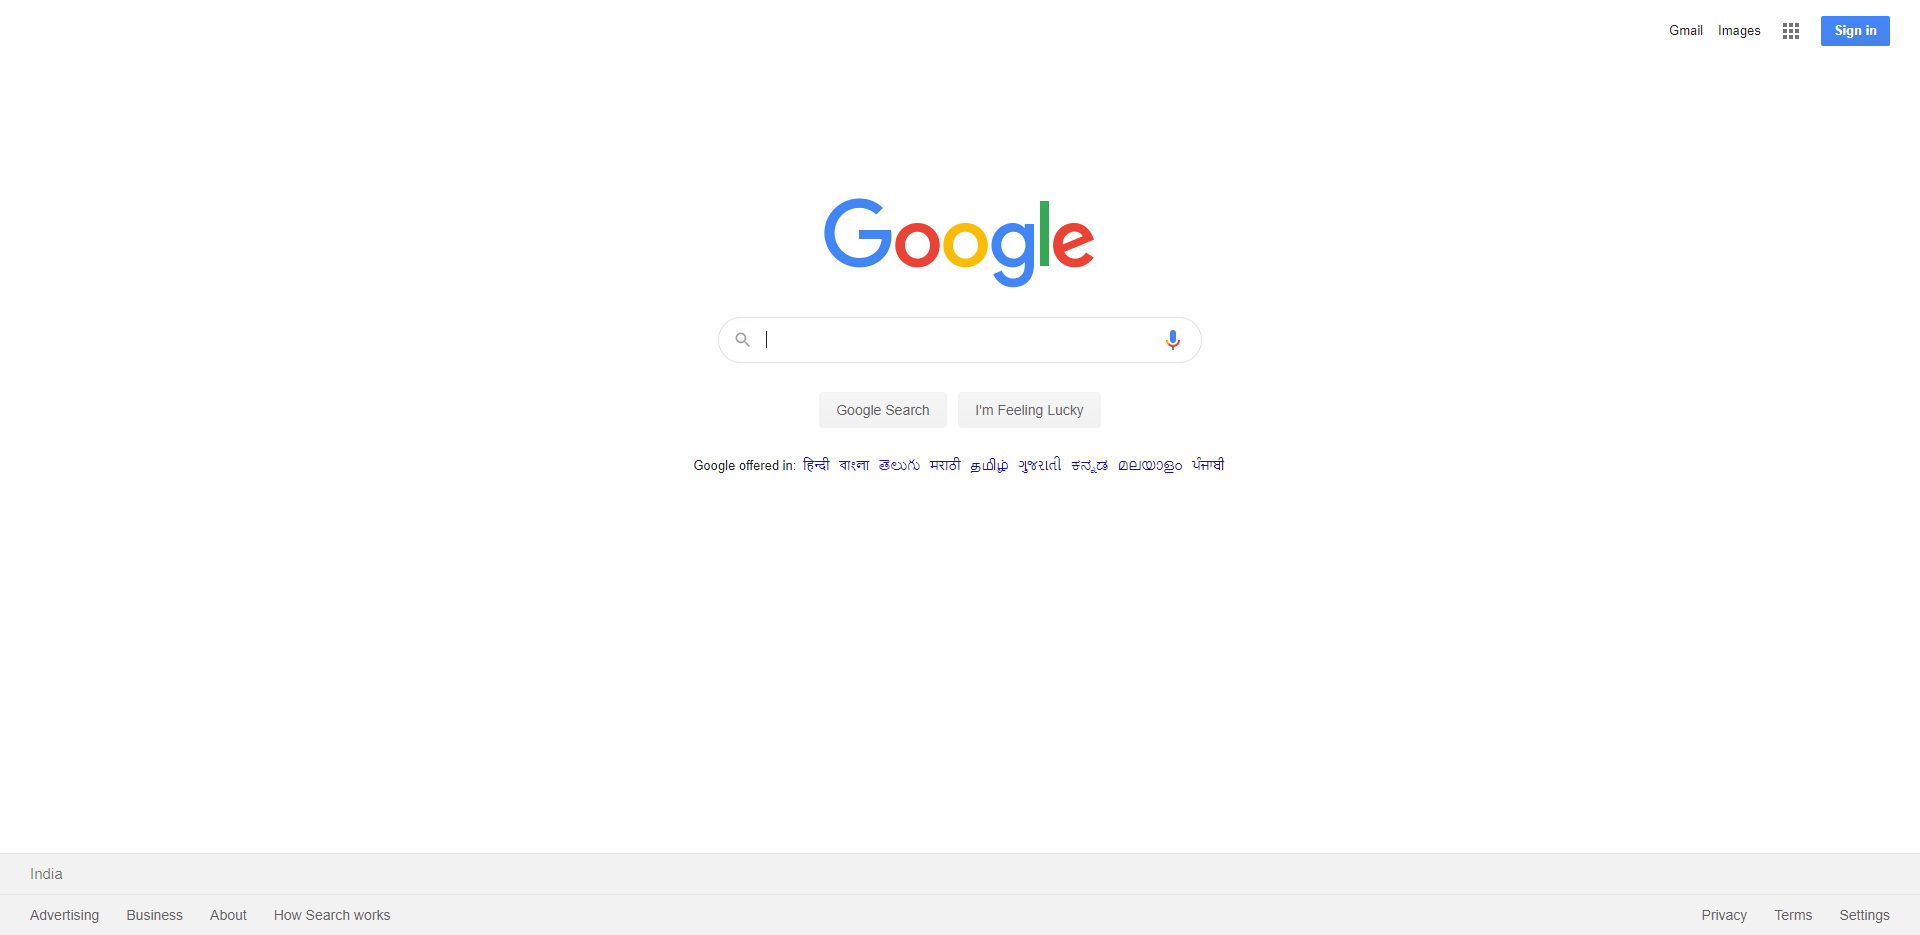 Gmail Images Sign in
Google
Google Search I'm Feeling Lucky
Google offered in: हिन्दी বাংলা తెలుగు मराठी தமிழ் ગુજરાતી ಕನ್ನಡ മലയാളം ਪੰਜਾਬੀ
India
Advertising Business About How Search works Privacy Terms Settings